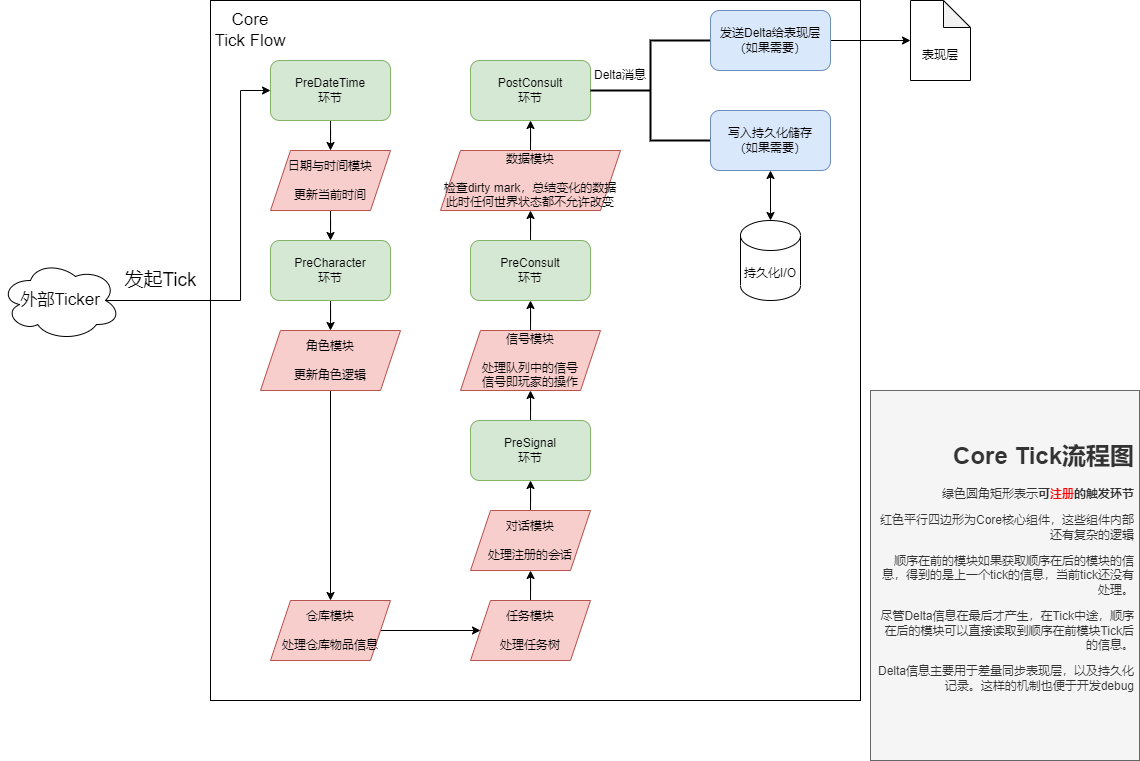 Core
Tick Flow
外部Ticker
发起Tick
PreDateTime
环节
日期与时间模块
更新当前时间
PreCharacter
环节
角色模块
更新角色逻辑
仓库模块
处理仓库物品信息
任务模块
处理任务树
对话模块
处理注册的会话
PreSignal
环节
信号模块
处理队列中的信号
信号即玩家的操作
PreConsult
环节
数据模块
检查dirty mark，总结变化的数据
此时任何世界状态都不允许改变
PostConsult
环节
Delta消息
发送Delta给表现层
（如果需要）
表现层
写入持久化储存
（如果需要）
持久化I/O
Core Tick流程图
绿色圆角矩形表示可注册的触发环节
红色平行四边形为Core核心组件，这些组件内部
还有复杂的逻辑
顺序在前的模块如果获取顺序在后的模块的信
息，得到的是上一个tick的信息，当前tick还没有
处理。
尽管Delta信息在最后才产生，在Tick中途，顺序
在后的模块可以直接读取到顺序在前模块Tick后
的信息。
Delta信息主要用于差量同步表现层，以及持久化
记录。这样的机制也便于开发debug